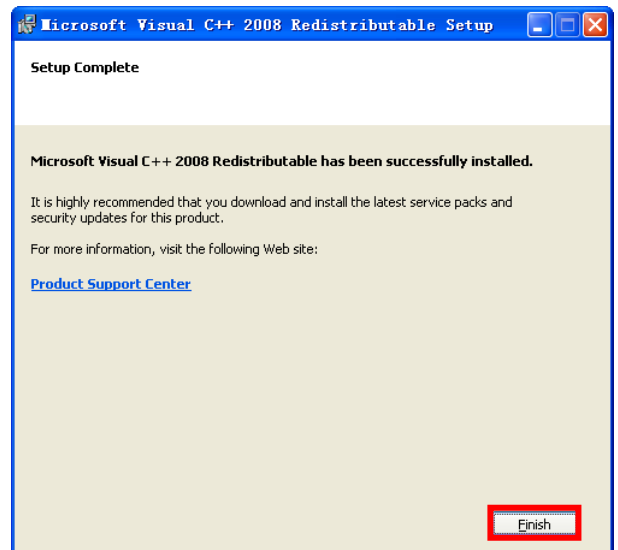 Microsoft Visual C++ 2008 Redistributable Setup
Setup Complete
Microsoft Visual C++ 2008 Redistributable has been successfully installed.
It is highly recommended that you download and install the latest service packs and
security updates for this product.
For more information, visit the following Web site:
Product Support Center
Finish